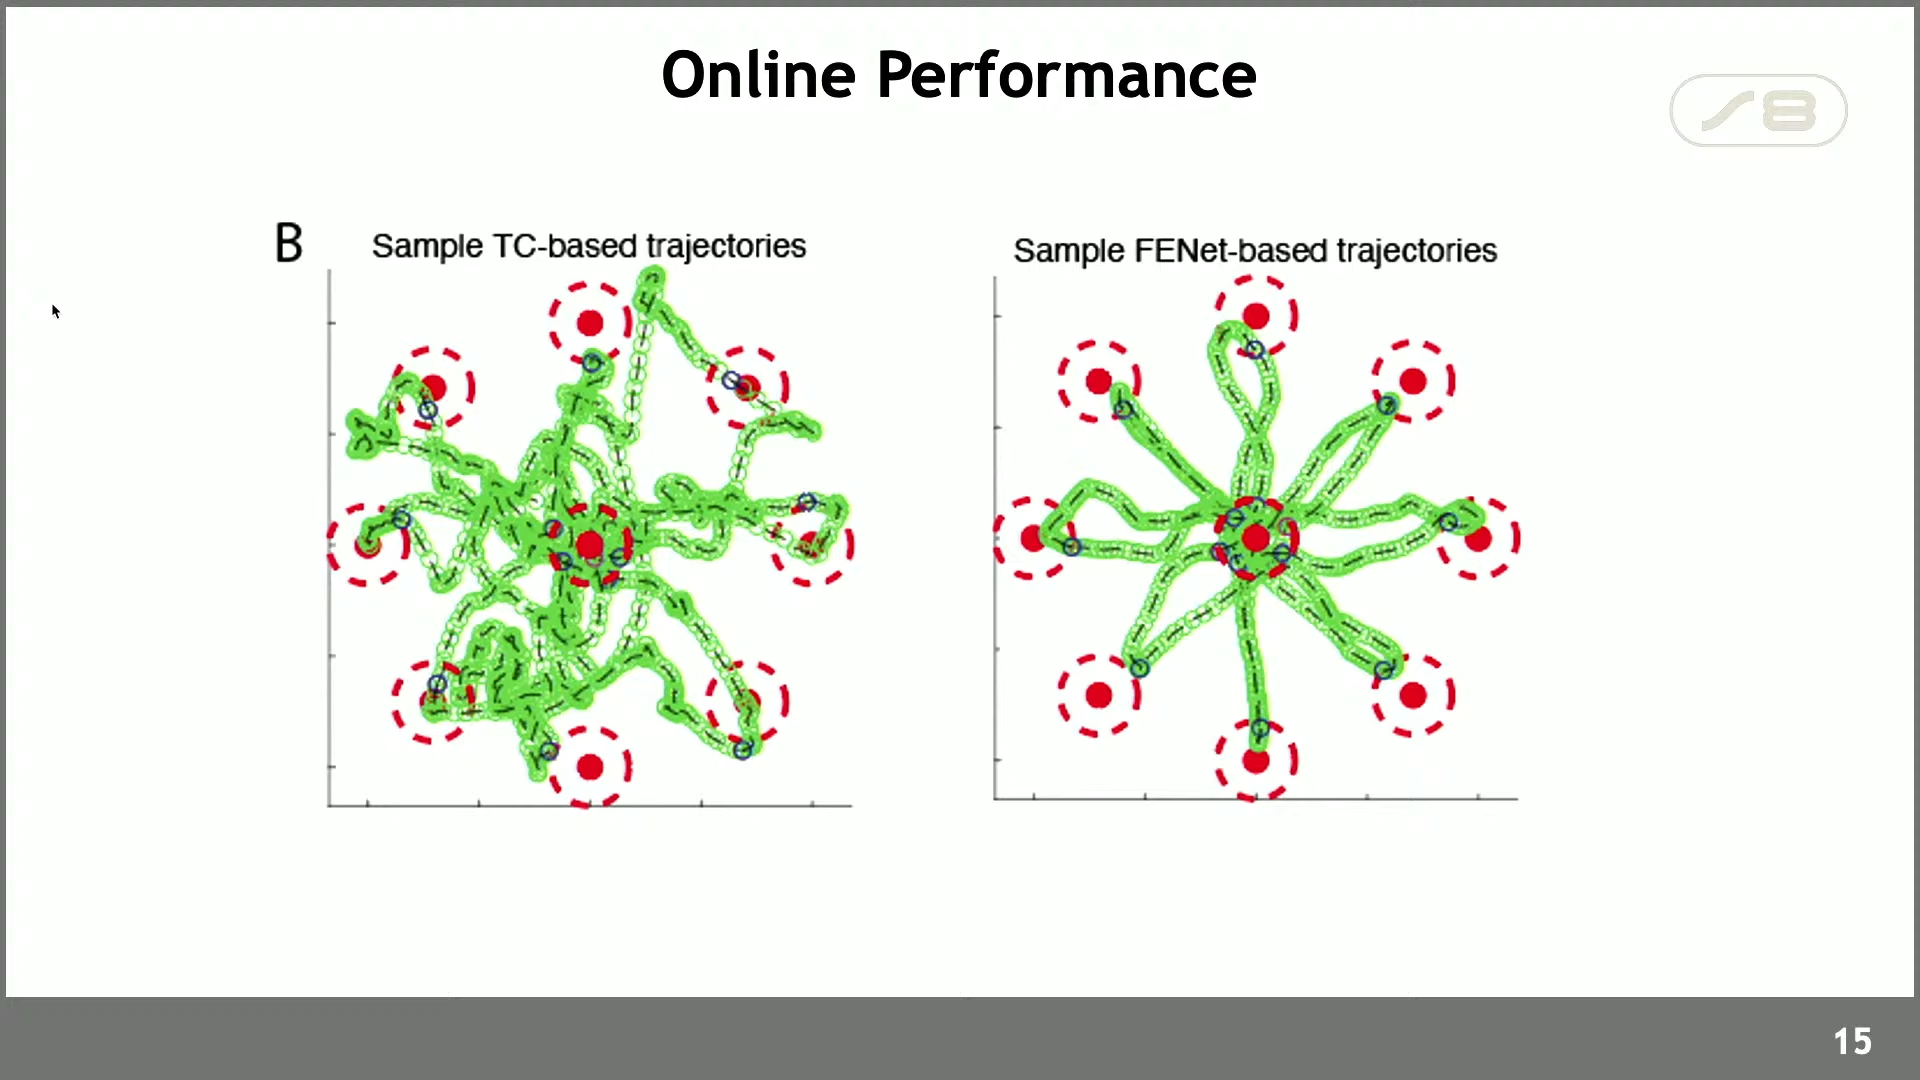 Online Performance
B
Sample TC-based trajectories
Sample FENet-based trajectories
15